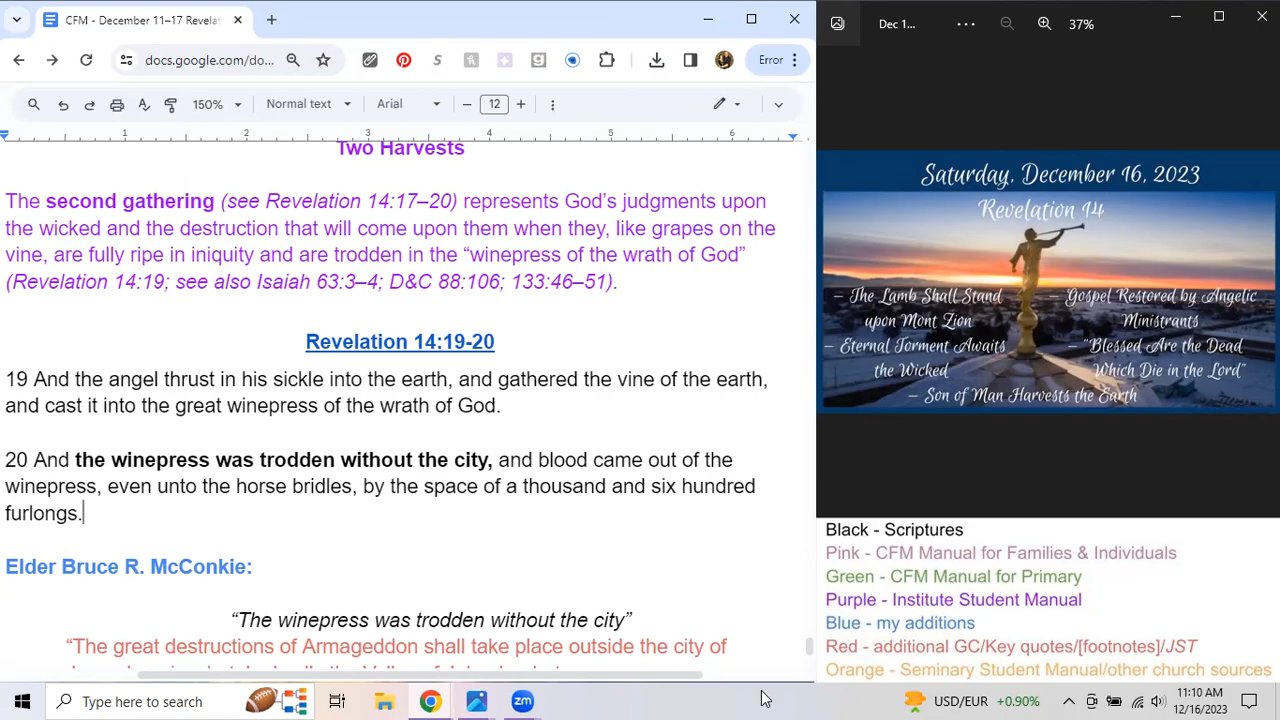 CFM - December 11–17 Revelat
docs.google.com/do...
Error
150%
Normal text
Arial
12
1 2 3 4 5 6
Two Harvests
The second gathering (see Revelation 14:17–20) represents God’s judgments upon
the wicked and the destruction that will come upon them when they, like grapes on the
vine, are fully ripe in iniquity and are trodden in the “winepress of the wrath of God”
(Revelation 14:19; see also Isaiah 63:3–4; D&C 88:106; 133:46–51).
Revelation 14:19-20
19 And the angel thrust in his sickle into the earth, and gathered the vine of the earth,
and cast it into the great winepress of the wrath of God.
20 And the winepress was trodden without the city, and blood came out of the
winepress, even unto the horse bridles, by the space of a thousand and six hundred
furlongs.
Elder Bruce R. McConkie:
“The winepress was trodden without the city”
“The great destructions of Armageddon shall take place outside the city of
Dec 1...
37%
Saturday, December 16, 2023
Revelation 14
– The Lamb Shall Stand
upon Mont Zion
– Eternal Torment Awaits
the Wicked
– Gospel Restored by Angelic
Ministrants
– “Blessed Are the Dead
Which Die in the Lord”
– Son of Man Harvests the Earth
Black - Scriptures
Pink - CFM Manual for Families & Individuals
Green - CFM Manual for Primary
Purple - Institute Student Manual
Blue - my additions
Red - additional GC/Key quotes/[footnotes]/JST
Orange - Seminary Student Manual/other church sources
Type here to search
zm
USD/EUR +0.90%
11:10 AM
12/16/2023